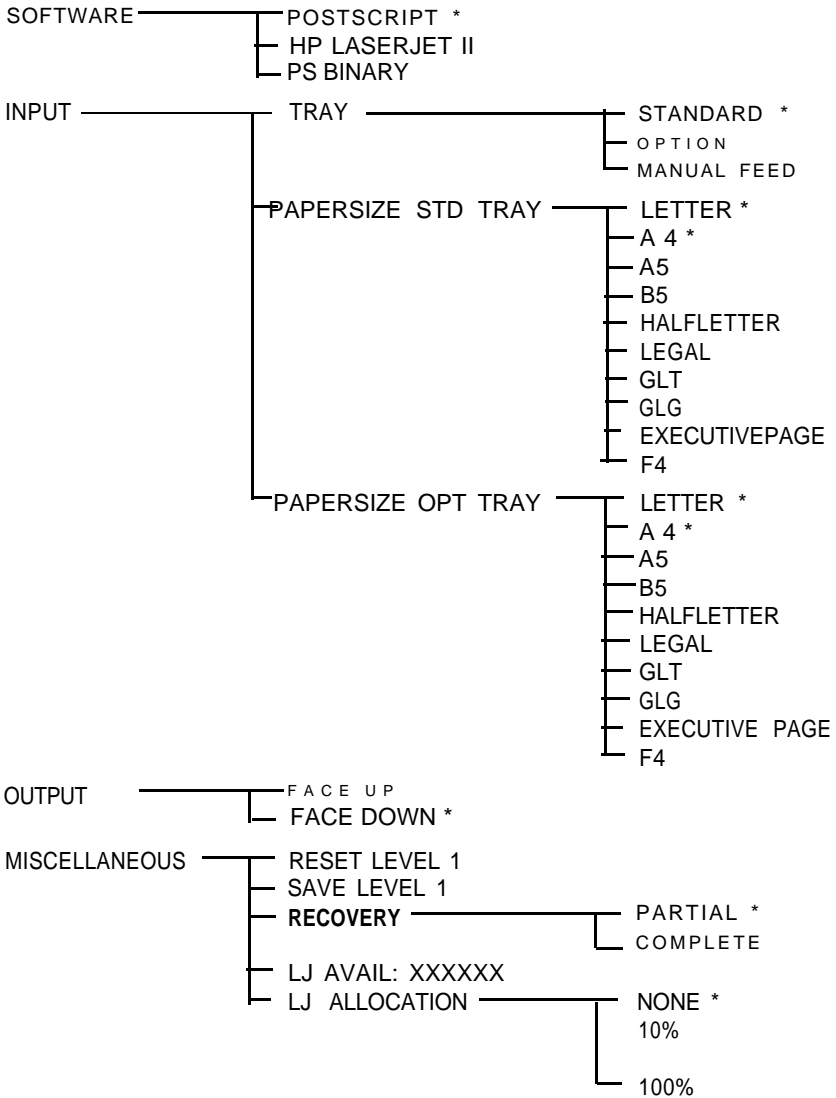 SOFTWARE POSTSCRIPT *
HP LASERJET II
PS BINARY
INPUT TRAY STANDARD *
OPTION
MANUAL FEED
PAPERSIZE STD TRAY LETTER *
A 4 *
A5
B5
HALFLETTER
LEGAL
GLT
GLG
EXECUTIVEPAGE
F4
PAPERSIZE OPT TRAY LETTER *
A 4 *
A5
B5
HALFLETTER
LEGAL
GLT
GLG
EXECUTIVE PAGE
F4
OUTPUT FACE UP
FACE DOWN *
MISCELLANEOUS RESET LEVEL 1
SAVE LEVEL 1
RECOVERY PARTIAL *
COMPLETE
LJ AVAIL: XXXXXX
LJ ALLOCATION NONE *
10%
100%